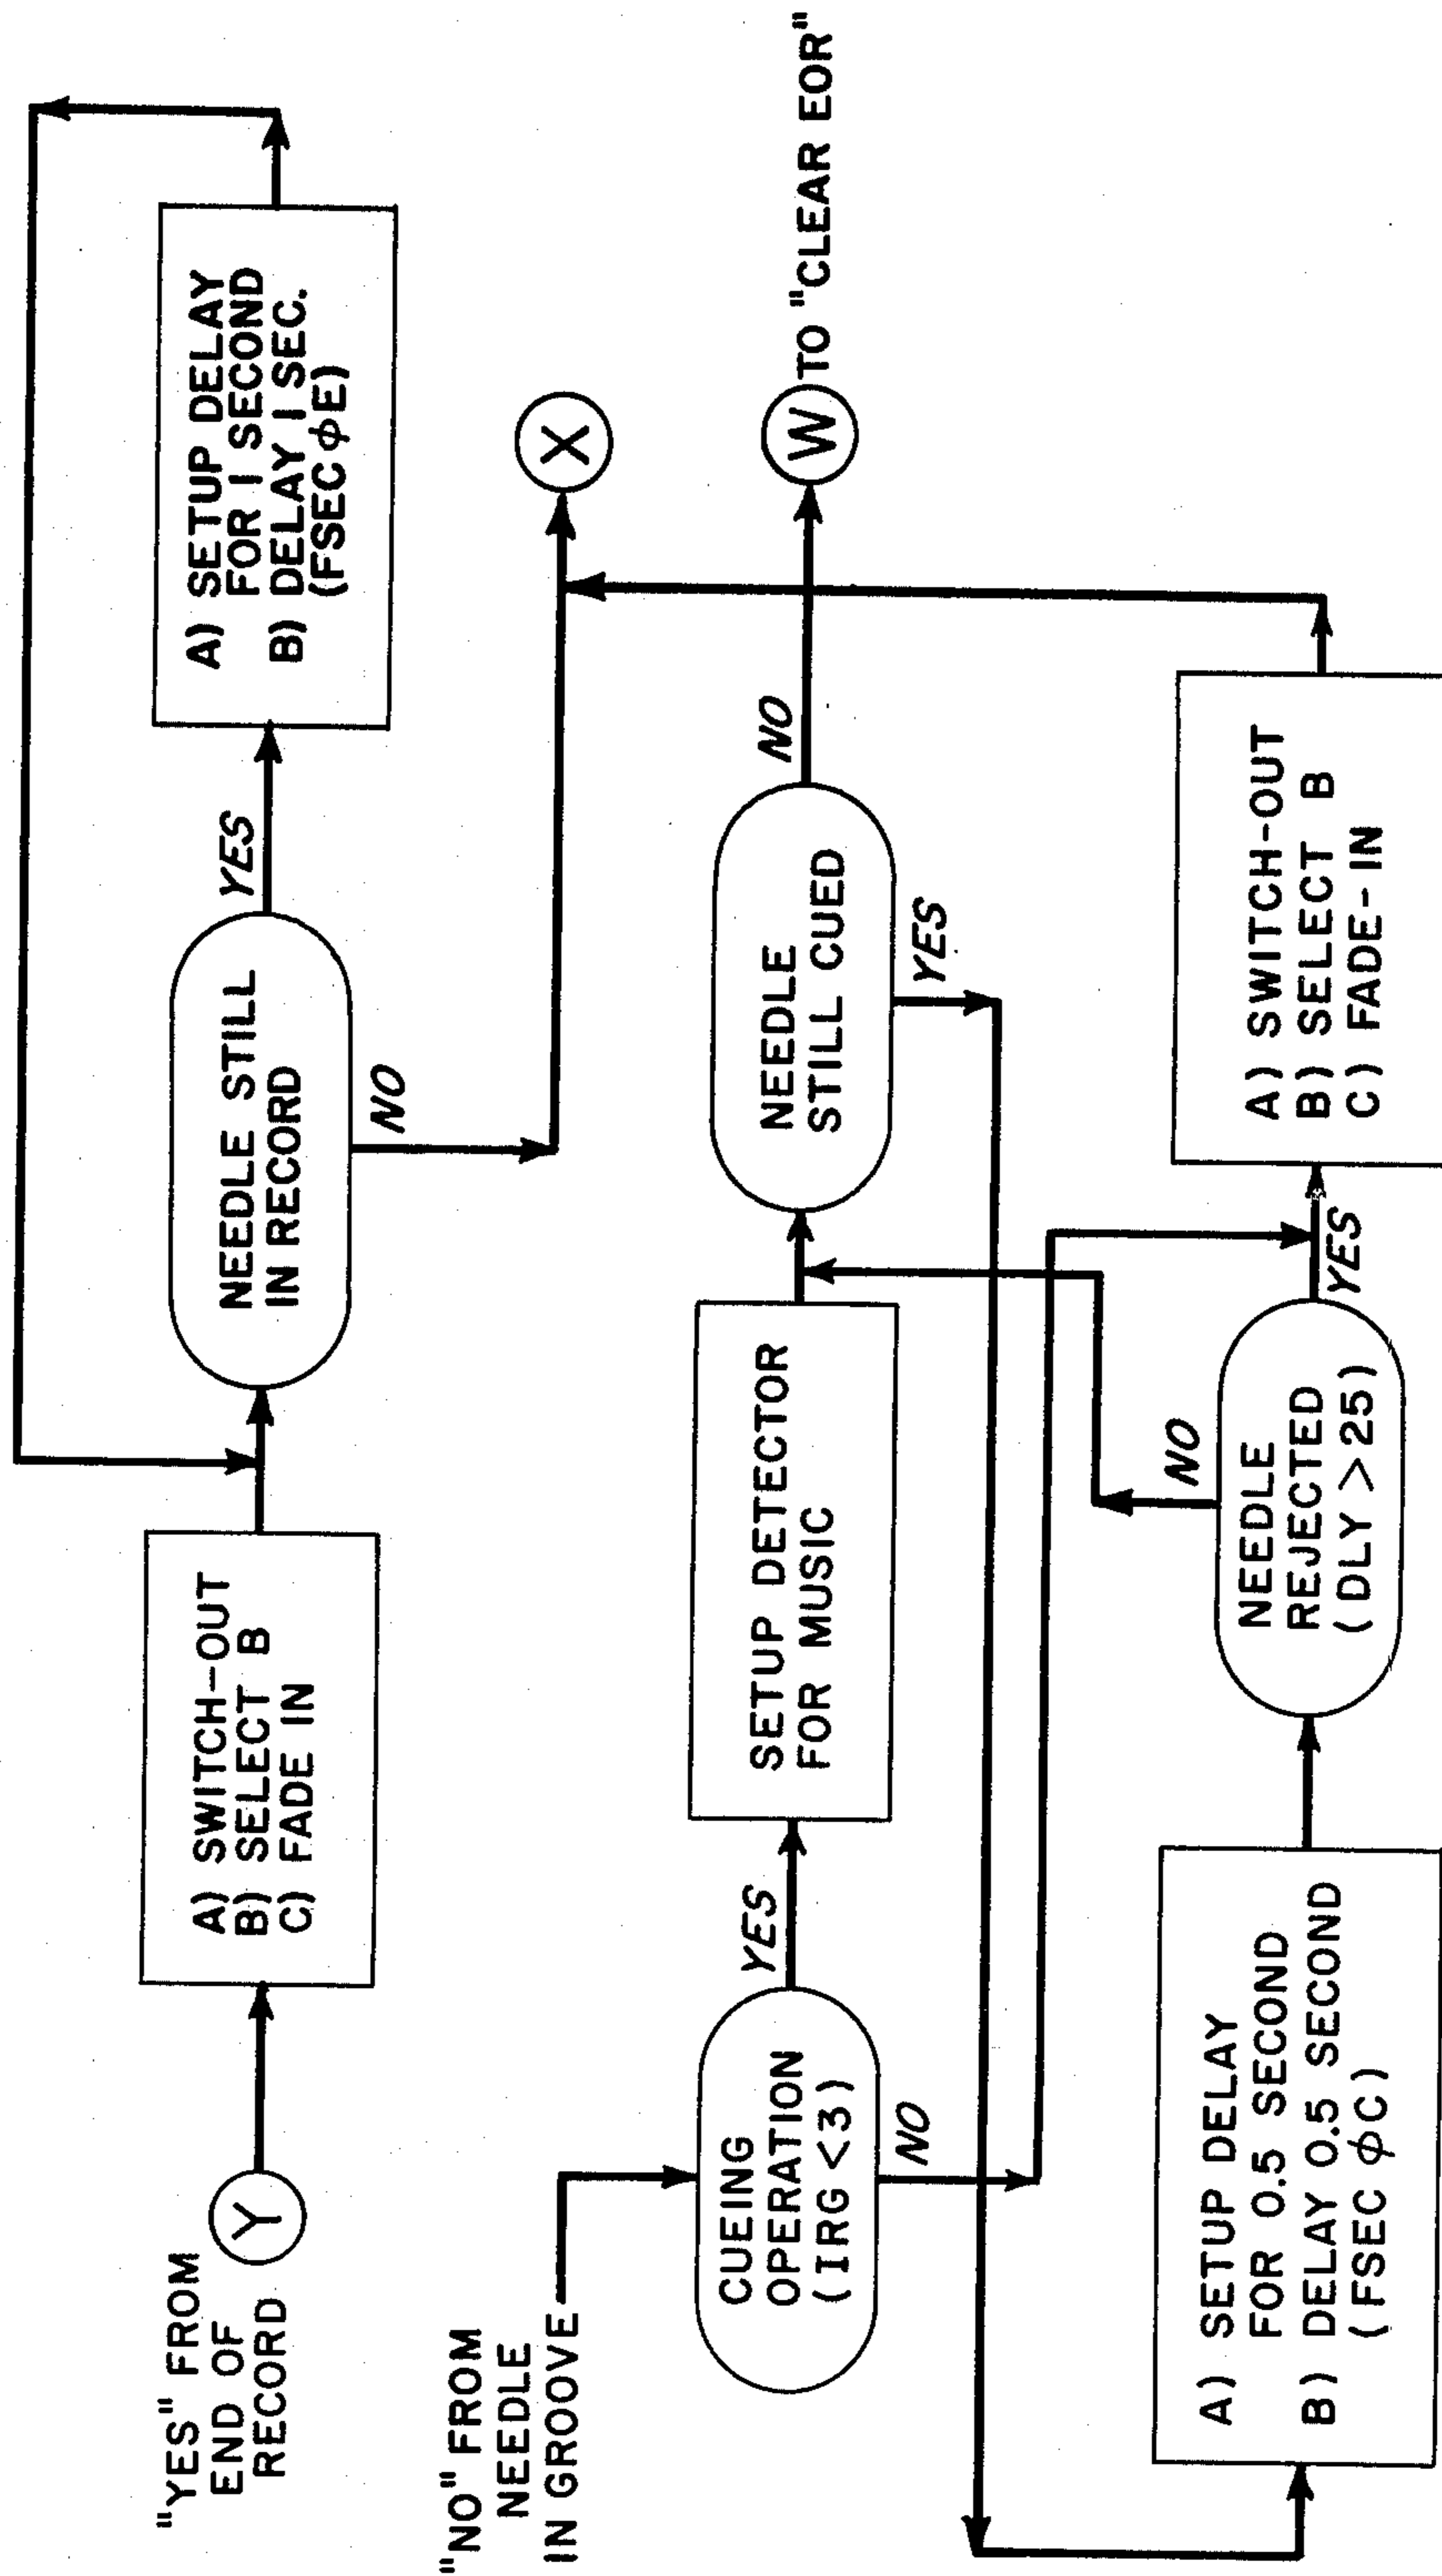 "YES" FROM
END OF
RECORD
Y
A) SWITCH-OUT
B) SELECT B
C) FADE IN
NEEDLE STILL
IN RECORD
YES
NO
A) SETUP DELAY
FOR 1 SECOND
B) DELAY 1 SEC.
(FSEC ϕE)
X
"NO" FROM
NEEDLE
IN GROOVE
CUEING
OPERATION
(IRG <3)
YES
NO
SETUP DETECTOR
FOR MUSIC
NEEDLE
STILL CUED
NO
YES
W
TO "CLEAR EOR"
A) SETUP DELAY
FOR 0.5 SECOND
B) DELAY 0.5 SECOND
(FSEC ϕC)
NEEDLE
REJECTED
(DLY > 25)
NO
YES
A) SWITCH-OUT
B) SELECT B
C) FADE-IN